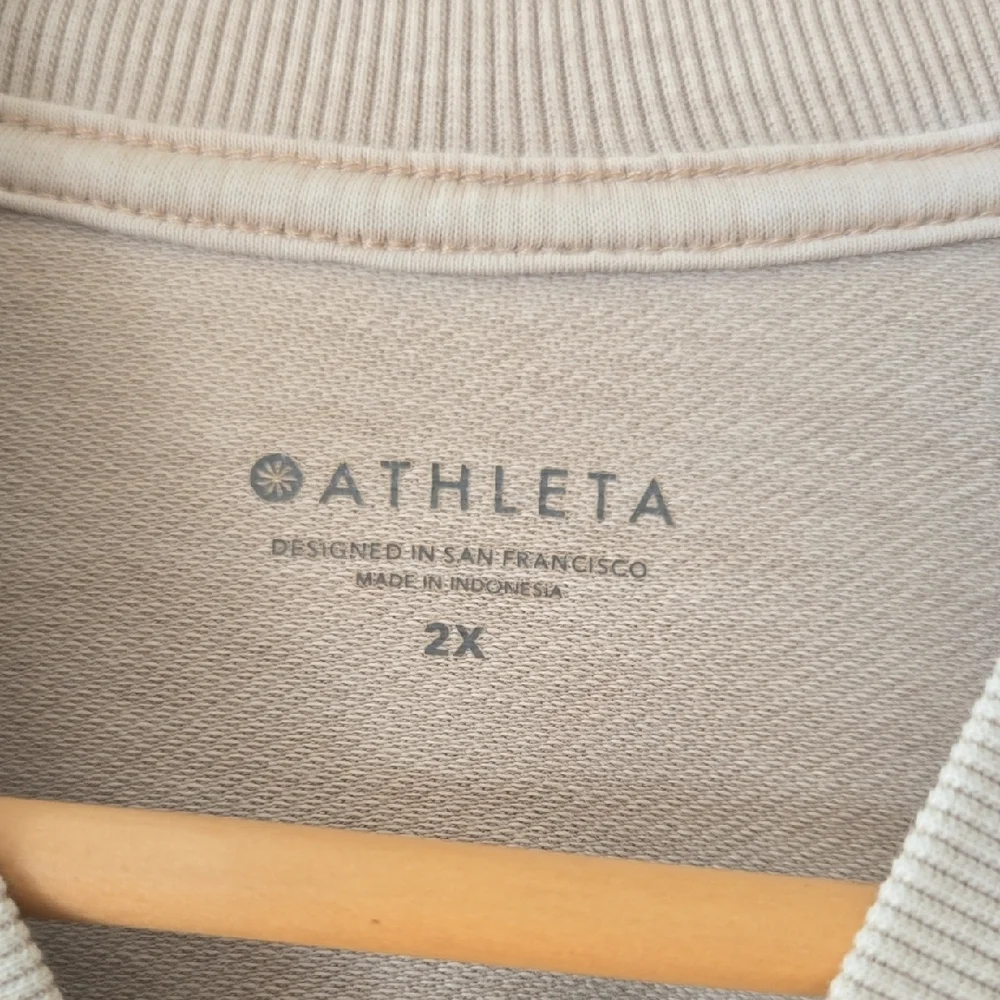 ATHLETA
DESIGNED IN SAN FRANCISCO
MADE IN INDONESIA
2X